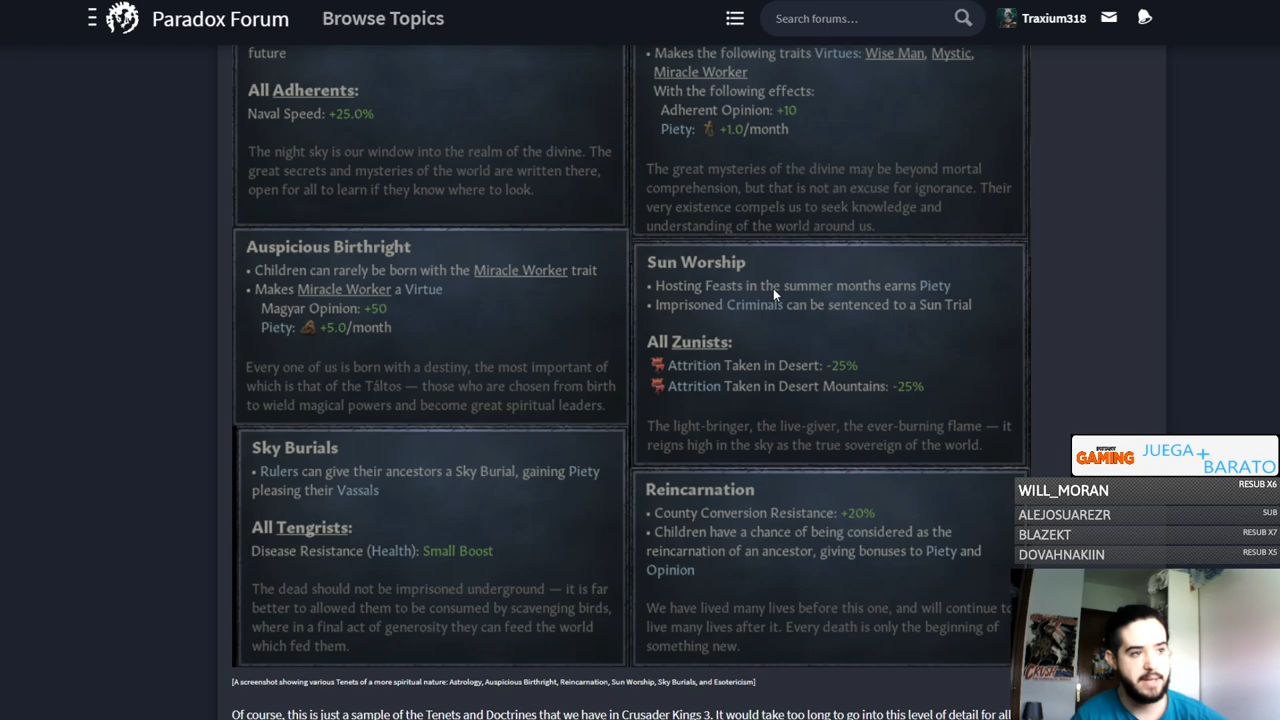 Paradox Forum
Browse Topics
Search forums...
Traxium318
future
All Adherents:
Naval Speed: +25.0%
The night sky is our window into the realm of the divine. The
great secrets and mysteries of the world are written there,
open for all to learn if they know where to look.
• Makes the following traits Virtues: Wise Man, Mystic,
Miracle Worker
With the following effects:
Adherent Opinion: +10
Piety: +1.0/month
The great mysteries of the divine may be beyond mortal
comprehension, but that is not an excuse for ignorance. Their
very existence compels us to seek knowledge and
understanding of the world around us.
Auspicious Birthright
• Children can rarely be born with the Miracle Worker trait
• Makes Miracle Worker a Virtue
Magyar Opinion: +50
Piety: +5.0/month
Every one of us is born with a destiny, the most important of
which is that of the Táltos — those who are chosen from birth
to wield magical powers and become great spiritual leaders.
Sun Worship
• Hosting Feasts in the summer months earns Piety
• Imprisoned Criminals can be sentenced to a Sun Trial
All Zunists:
Attrition Taken in Desert: -25%
Attrition Taken in Desert Mountains: -25%
The light-bringer, the live-giver, the ever-burning flame — it
reigns high in the sky as the true sovereign of the world.
Sky Burials
• Rulers can give their ancestors a Sky Burial, gaining Piety
pleasing their Vassals
All Tengrists:
Disease Resistance (Health): Small Boost
The dead should not be imprisoned underground — it is far
better to allowed them to be consumed by scavenging birds,
where in a final act of generosity they can feed the world
which fed them.
Reincarnation
• County Conversion Resistance: +20%
• Children have a chance of being considered as the
reincarnation of an ancestor, giving bonuses to Piety and
Opinion
We have lived many lives before this one, and will continue to
live many lives after it. Every death is only the beginning of
something new.
[A screenshot showing various Tenets of a more spiritual nature: Astrology, Auspicious Birthright, Reincarnation, Sun Worship, Sky Burials, and Esotericism]
Of course, this is just a sample of the Tenets and Doctrines that we have in Crusader Kings 3. It would take too long to go into this level of detail for all
INSTANT
GAMING
JUEGA+
BARATO
WILL_MORAN RESUB X6
ALEJOSUAREZR SUB
BLAZEKT RESUB X7
DOVAHNAKIIN RESUB X5